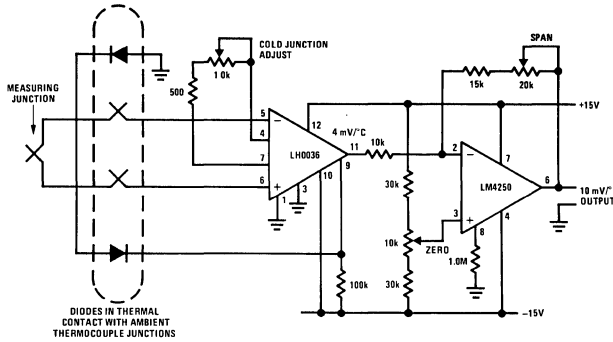 SPAN
COLD JUNCTION
ADJUST
10k
500
15k
20k
MEASURING
JUNCTION
+15V
5
−
4
12
4 mV/°C
11
10k
2
−
7
7
LH0036
LM4250
6
10 mV/°
OUTPUT
6
+
1
3
10
9
30k
3
+
8
4
10k
ZERO
1.0M
30k
100k
−15V
DIODES IN THERMAL
CONTACT WITH AMBIENT
THERMOCOUPLE JUNCTIONS